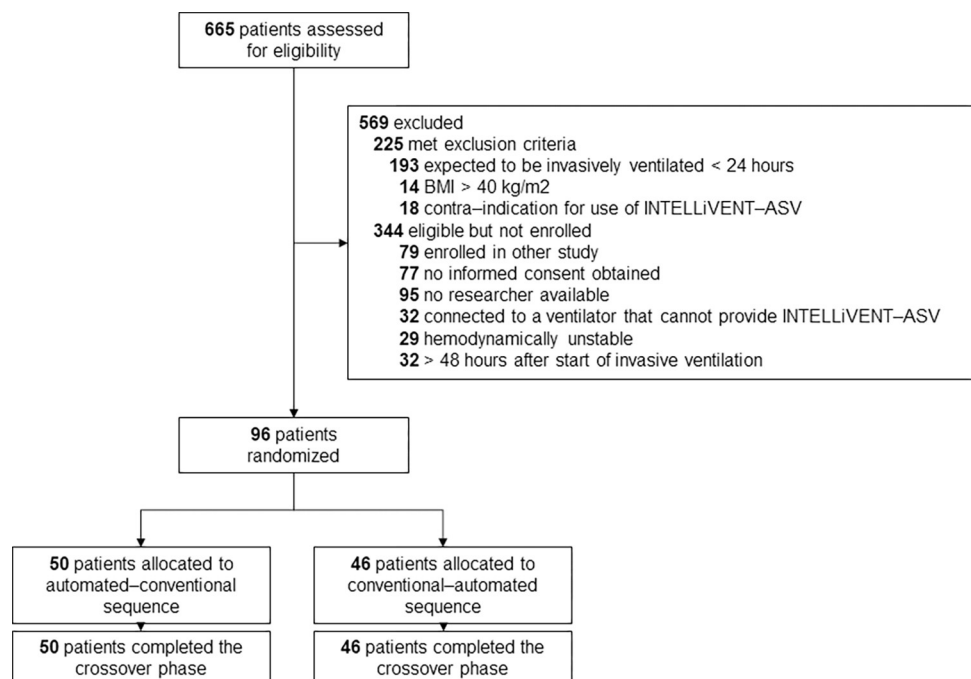 665 patients assessed
for eligibility
569 excluded
225 met exclusion criteria
193 expected to be invasively ventilated < 24 hours
14 BMI > 40 kg/m2
18 contra–indication for use of INTELLiVENT–ASV
344 eligible but not enrolled
79 enrolled in other study
77 no informed consent obtained
95 no researcher available
32 connected to a ventilator that cannot provide INTELLiVENT–ASV
29 hemodynamically unstable
32 > 48 hours after start of invasive ventilation
96 patients
randomized
50 patients allocated to
automated–conventional
sequence
46 patients allocated to
conventional–automated
sequence
50 patients completed the
crossover phase
46 patients completed the
crossover phase